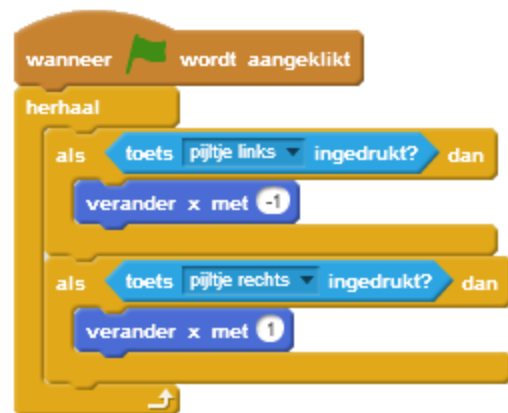 wanneer wordt aangeklikt
herhaal
als toets pijltje links ingedrukt? dan
verander x met -1
als toets pijltje rechts ingedrukt? dan
verander x met 1